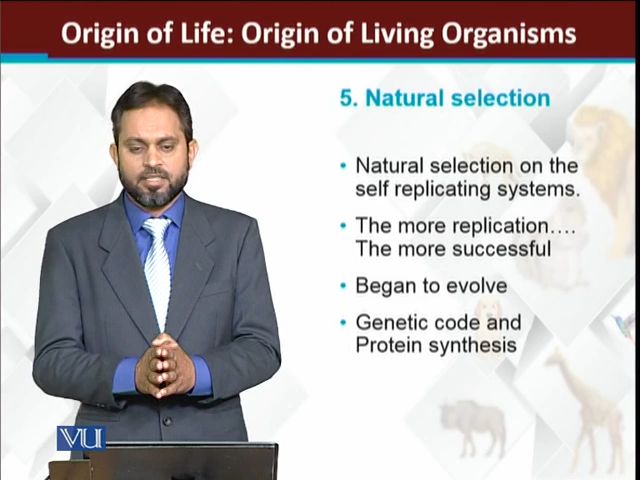 Origin of Life: Origin of Living Organisms
5. Natural selection
• Natural selection on the
self replicating systems.
• The more replication….
The more successful
• Began to evolve
• Genetic code and
Protein synthesis
VU